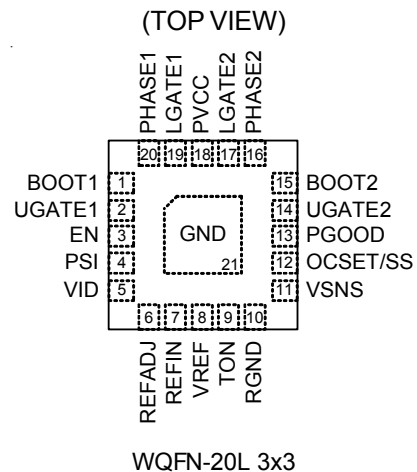 (TOP VIEW)
PHASE1
LGATE1
PVCC
LGATE2
PHASE2
20 19 18 17 16
BOOT1 1 15 BOOT2
UGATE1 2 14 UGATE2
EN 3 GND 13 PGOOD
PSI 4 12 OCSET/SS
VID 5 21 11 VSNS
6 7 8 9 10
REFADJ
REFIN
VREF
TON
RGND
WQFN-20L 3x3